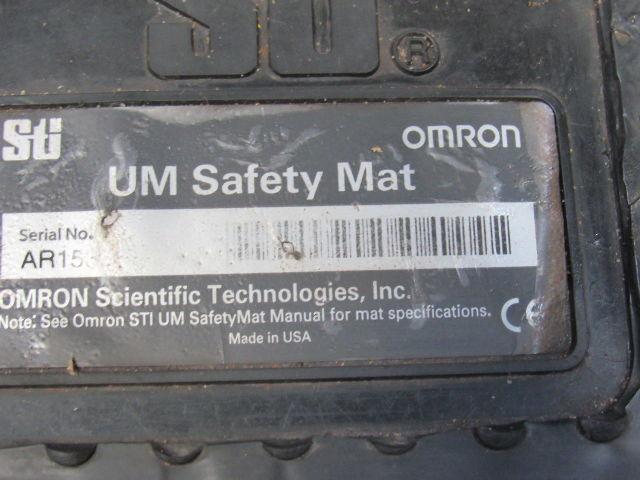 ®
Sti OMRON
UM Safety Mat
Serial No.
OMRON Scientific Technologies, Inc.
Note: See Omron STI UM SafetyMat Manual for mat specifications. CE
Made in USA